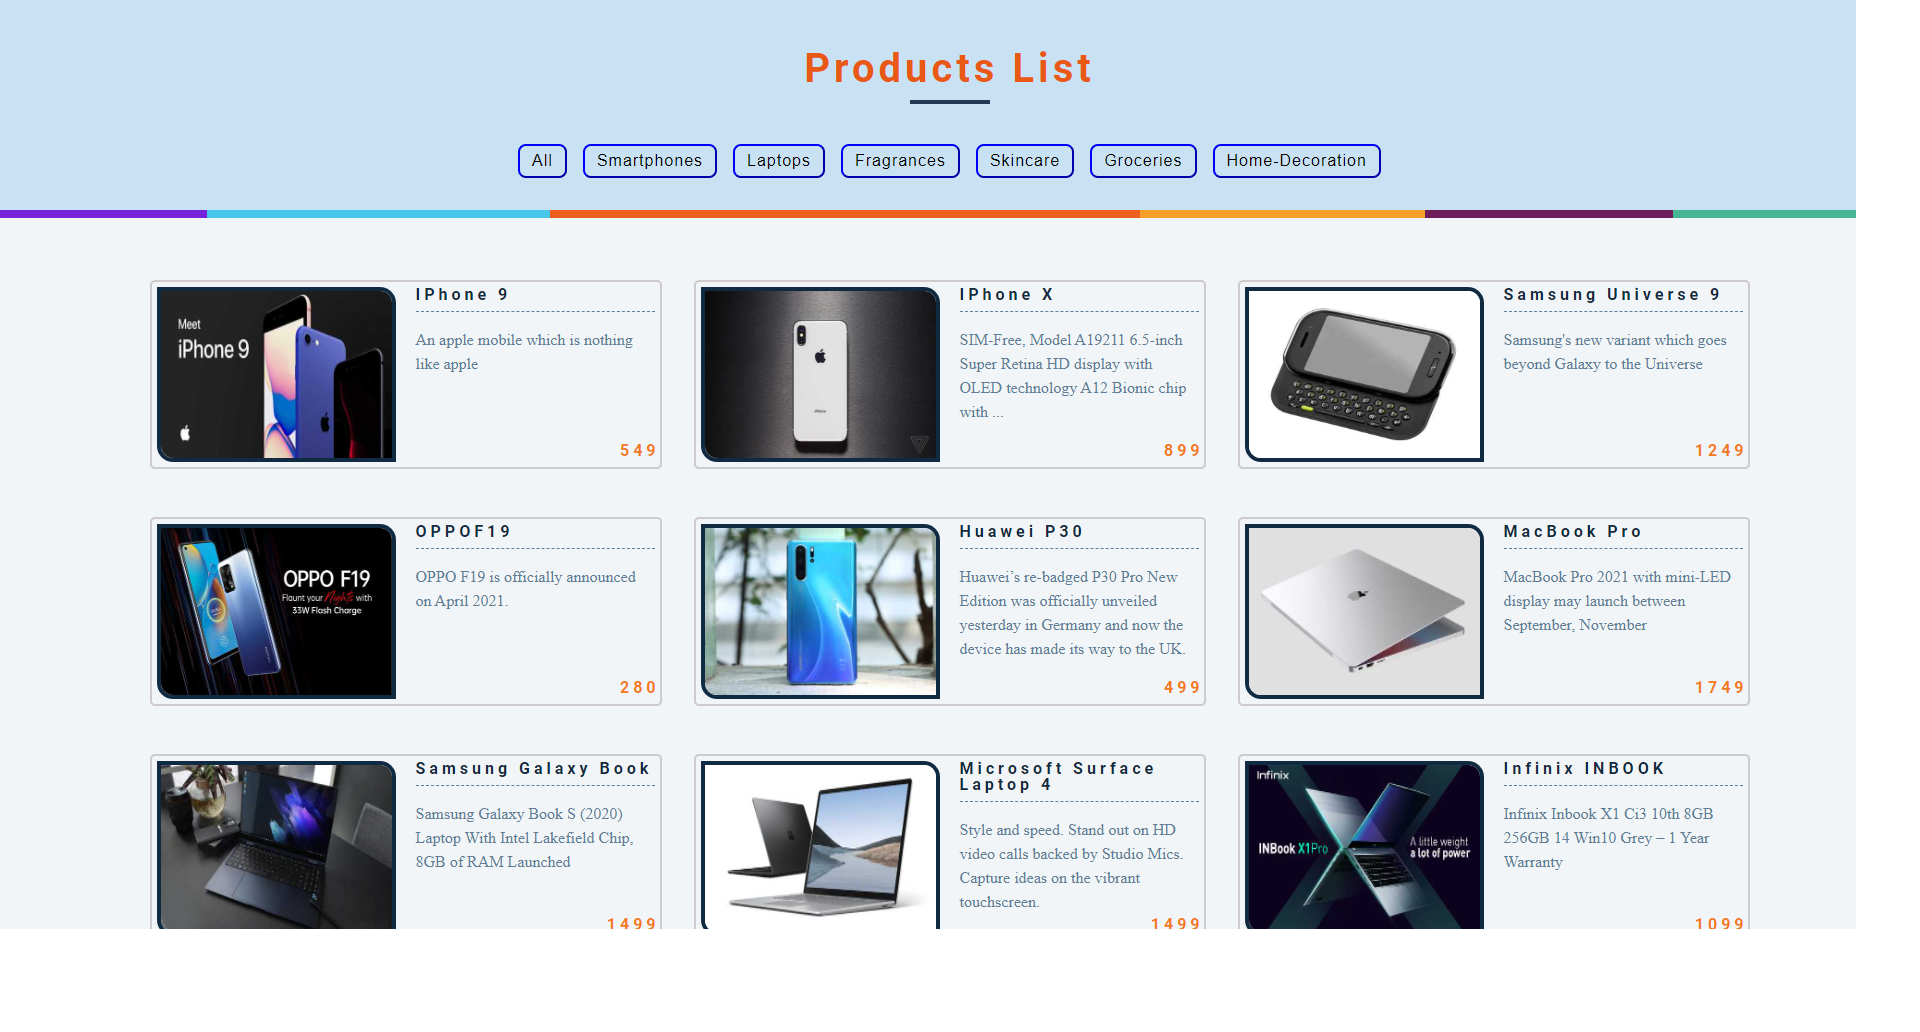 Products List
All
Smartphones
Laptops
Fragrances
Skincare
Groceries
Home-Decoration
Meet
iPhone 9
IPhone 9
An apple mobile which is nothing
like apple
549
iPhone
IPhone X
SIM-Free, Model A19211 6.5-inch
Super Retina HD display with
OLED technology A12 Bionic chip
with ...
899
Samsung Universe 9
Samsung's new variant which goes
beyond Galaxy to the Universe
1249
OPPO F19
Flaunt your Nights with
33W Flash Charge
OPPOF19
OPPO F19 is officially announced
on April 2021.
280
Huawei P30
Huawei’s re-badged P30 Pro New
Edition was officially unveiled
yesterday in Germany and now the
device has made its way to the UK.
499
MacBook Pro
MacBook Pro 2021 with mini-LED
display may launch between
September, November
1749
Samsung Galaxy Book
Samsung Galaxy Book S (2020)
Laptop With Intel Lakefield Chip,
8GB of RAM Launched
1499
Microsoft Surface
Laptop 4
Style and speed. Stand out on HD
video calls backed by Studio Mics.
Capture ideas on the vibrant
touchscreen.
1499
Infinix
INBook X1Pro
A little weight
a lot of power
Infinix INBOOK
Infinix Inbook X1 Ci3 10th 8GB
256GB 14 Win10 Grey – 1 Year
Warranty
1099